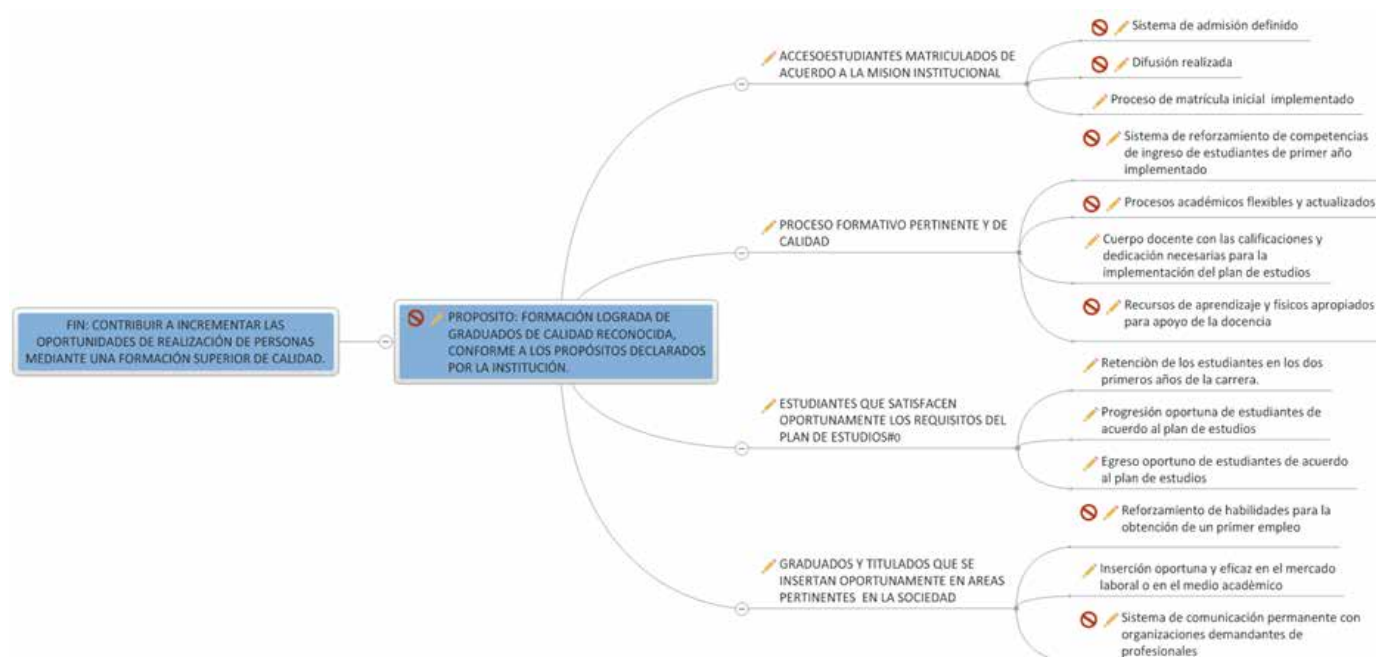 FIN: CONTRIBUIR A INCREMENTAR LAS
OPORTUNIDADES DE REALIZACIÓN DE PERSONAS
MEDIANTE UNA FORMACIÓN SUPERIOR DE CALIDAD.
PROPOSITO: FORMACIÓN LOGRADA DE
GRADUADOS DE CALIDAD RECONOCIDA,
CONFORME A LOS PROPÓSITOS DECLARADOS
POR LA INSTITUCIÓN.
ACCESOESTUDIANTES MATRICULADOS DE
ACUERDO A LA MISION INSTITUCIONAL
Sistema de admisión definido
Difusión realizada
Proceso de matrícula inicial implementado
PROCESO FORMATIVO PERTINENTE Y DE
CALIDAD
Sistema de reforzamiento de competencias
de ingreso de estudiantes de primer año
implementado
Procesos académicos flexibles y actualizados
Cuerpo docente con las calificaciones y
dedicación necesarias para la
implementación del plan de estudios
Recursos de aprendizaje y físicos apropiados
para apoyo de la docencia
ESTUDIANTES QUE SATISFACEN
OPORTUNAMENTE LOS REQUISITOS DEL
PLAN DE ESTUDIOS#0
Retenciòn de los estudiantes en los dos
primeros años de la carrera.
Progresión oportuna de estudiantes de
acuerdo al plan de estudios
Egreso oportuno de estudiantes de acuerdo
al plan de estudios
GRADUADOS Y TITULADOS QUE SE
INSERTAN OPORTUNAMENTE EN AREAS
PERTINENTES EN LA SOCIEDAD
Reforzamiento de habilidades para la
obtención de un primer empleo
Inserción oportuna y eficaz en el mercado
laboral o en el medio acadèmico
Sistema de comunicación permanente con
organizaciones demandantes de
profesionales